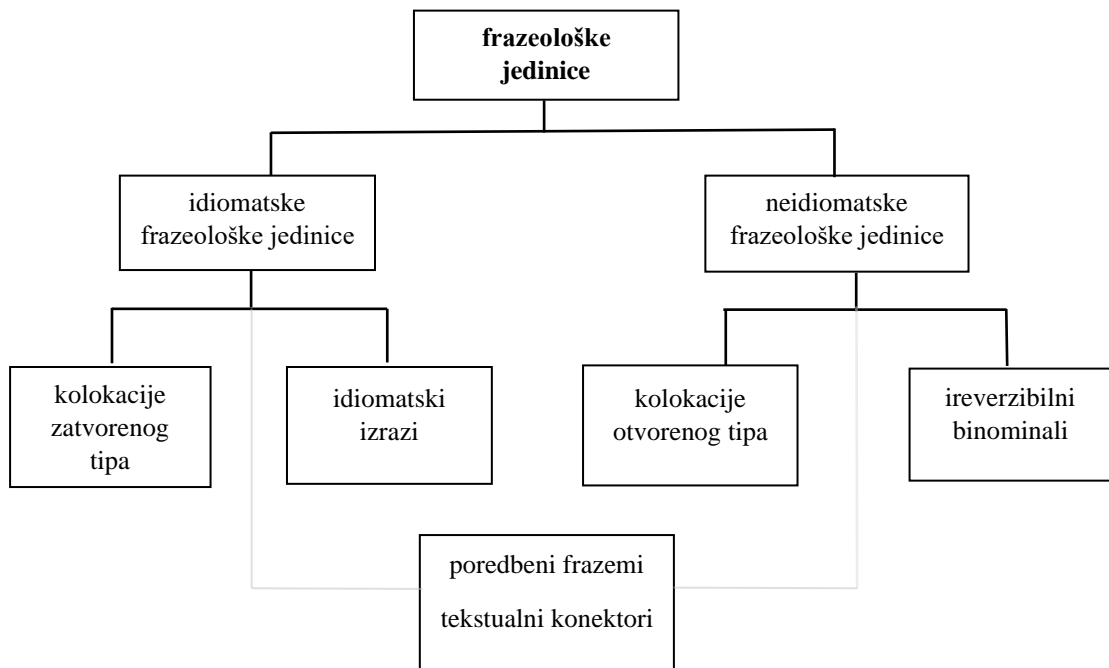 frazeološke
jedinice
idiomatske
frazeološke jedinice
neidiomatske
frazeološke jedinice
kolokacije
zatvorenog
tipa
idiomatski
izrazi
kolokacije
otvorenog tipa
ireverzibilni
binominali
poredbeni frazemi
tekstualni konektori